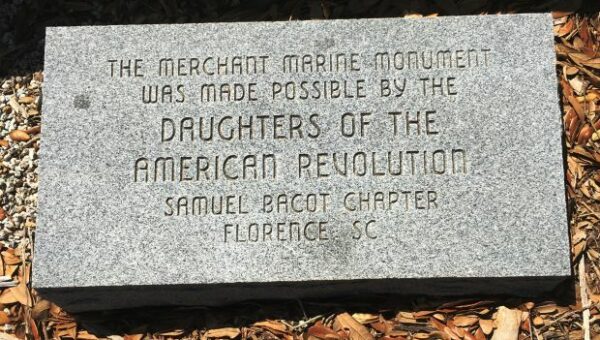 THE MERCHANT MARINE MONUMENT
WAS MADE POSSIBLE BY THE
DAUGHTERS OF THE
AMERICAN REVOLUTION
SAMUEL BACOT CHAPTER
FLORENCE, SC